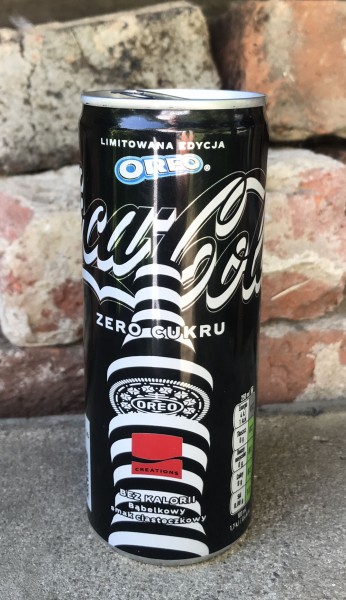 LIMITOWANA EDYCJA
OREO®
Coca-Cola
ZERO CUKRU
OREO
CREATIONS
BEZ KALORII
Bąbelkowy
smak ciasteczkowy